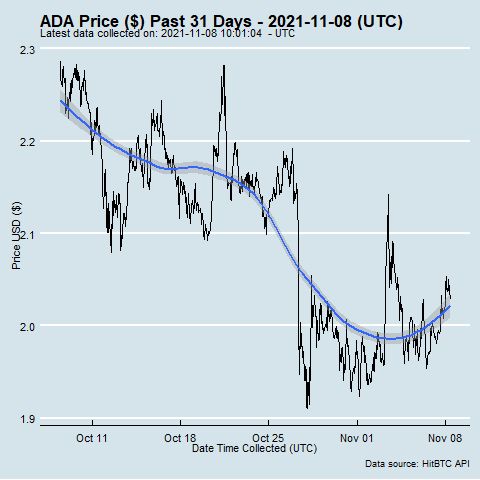 ADA Price ($) Past 31 Days - 2021-11-08 (UTC)
Latest data collected on: 2021-11-08 10:01:04 - UTC
2.3
2.2
2.1
2.0
1.9
Price USD ($)
Oct 11 Oct 18 Oct 25 Nov 01 Nov 08
Date Time Collected (UTC)
Data source: HitBTC API